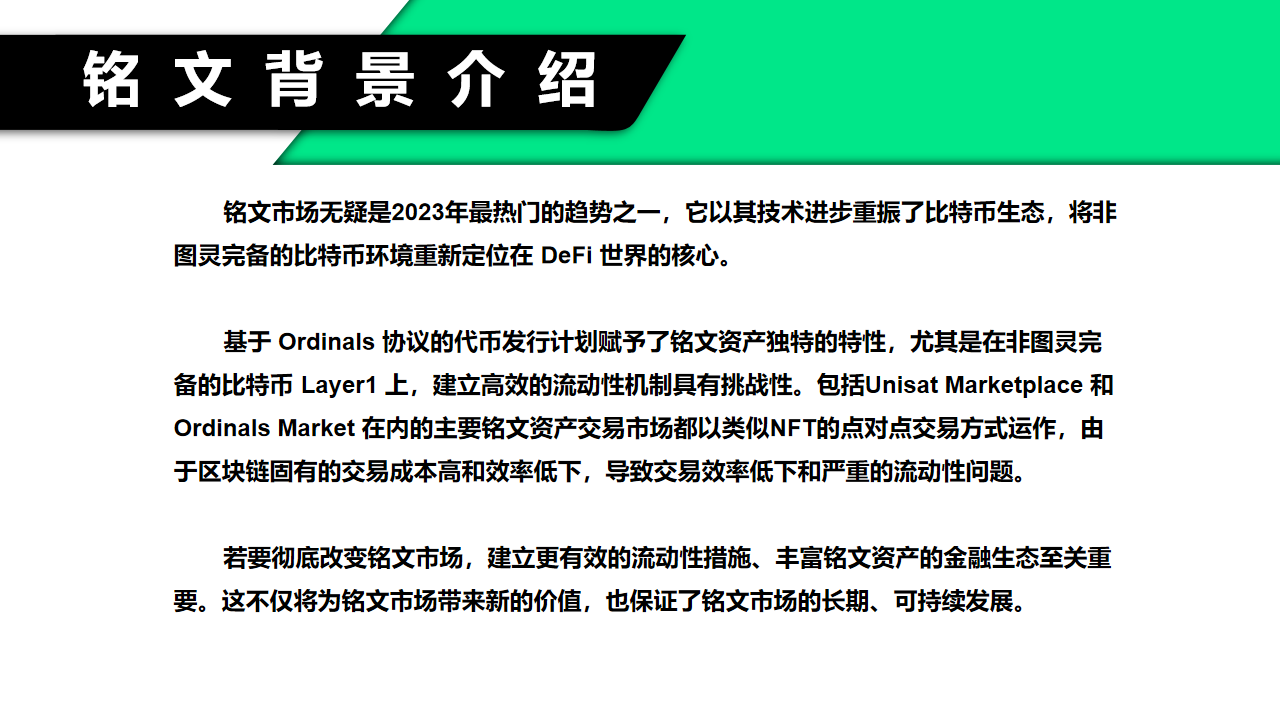 铭文背景介绍
铭文市场无疑是2023年最热门的趋势之一，它以其技术进步重振了比特币生态，将非
图灵完备的比特币环境重新定位在 DeFi 世界的核心。
基于 Ordinals 协议的代币发行计划赋予了铭文资产独特的特性，尤其是在非图灵完
备的比特币 Layer1 上，建立高效的流动性机制具有挑战性。包括Unisat Marketplace 和
Ordinals Market 在内的主要铭文资产交易市场都以类似NFT的点对点交易方式运作，由
于区块链固有的交易成本高和效率低下，导致交易效率低下和严重的流动性问题。
若要彻底改变铭文市场，建立更有效的流动性措施、丰富铭文资产的金融生态至关重
要。这不仅将为铭文市场带来新的价值，也保证了铭文市场的长期、可持续发展。